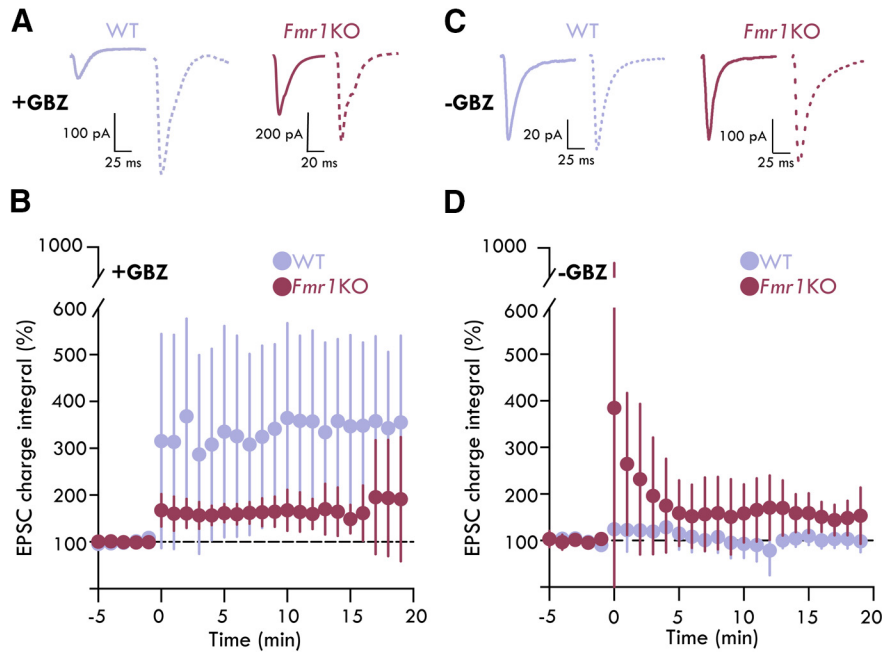 A
WT
Fmr1KO
+GBZ
100 pA
25 ms
200 pA
20 ms
C
WT
Fmr1KO
-GBZ
20 pA
25 ms
100 pA
25 ms
B
1000
+GBZ
WT
Fmr1KO
600
500
400
300
200
100
EPSC charge integral (%)
-5
0
5
10
15
20
Time (min)
D
1000
-GBZ
WT
Fmr1KO
600
500
400
300
200
100
EPSC charge integral (%)
-5
0
5
10
15
20
Time (min)